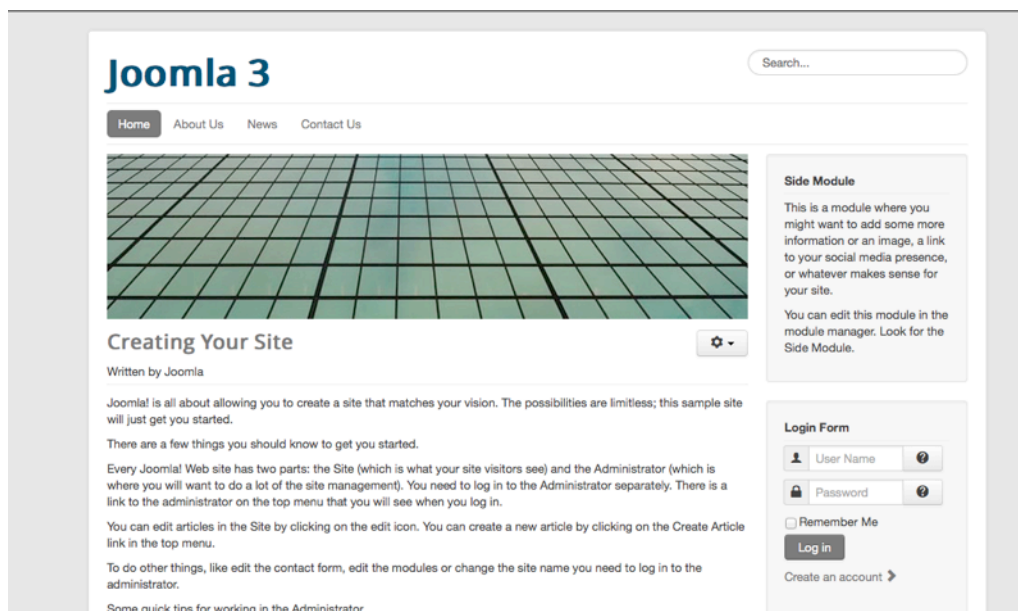 Joomla 3
Search...
Home
About Us
News
Contact Us
Creating Your Site
Written by Joomla
Joomla! is all about allowing you to create a site that matches your vision. The possibilities are limitless; this sample site
will just get you started.
There are a few things you should know to get you started.
Every Joomla! Web site has two parts: the Site (which is what your site visitors see) and the Administrator (which is
where you will want to do a lot of the site management). You need to log in to the Administrator separately. There is a
link to the administrator on the top menu that you will see when you log in.
You can edit articles in the Site by clicking on the edit icon. You can create a new article by clicking on the Create Article
link in the top menu.
To do other things, like edit the contact form, edit the modules or change the site name you need to log in to the
administrator.
Some quick tips for working in the Administrator
Side Module
This is a module where you
might want to add some more
information or an image, a link
to your social media presence,
or whatever makes sense for
your site.
You can edit this module in the
module manager. Look for the
Side Module.
Login Form
User Name
Password
Remember Me
Log in
Create an account